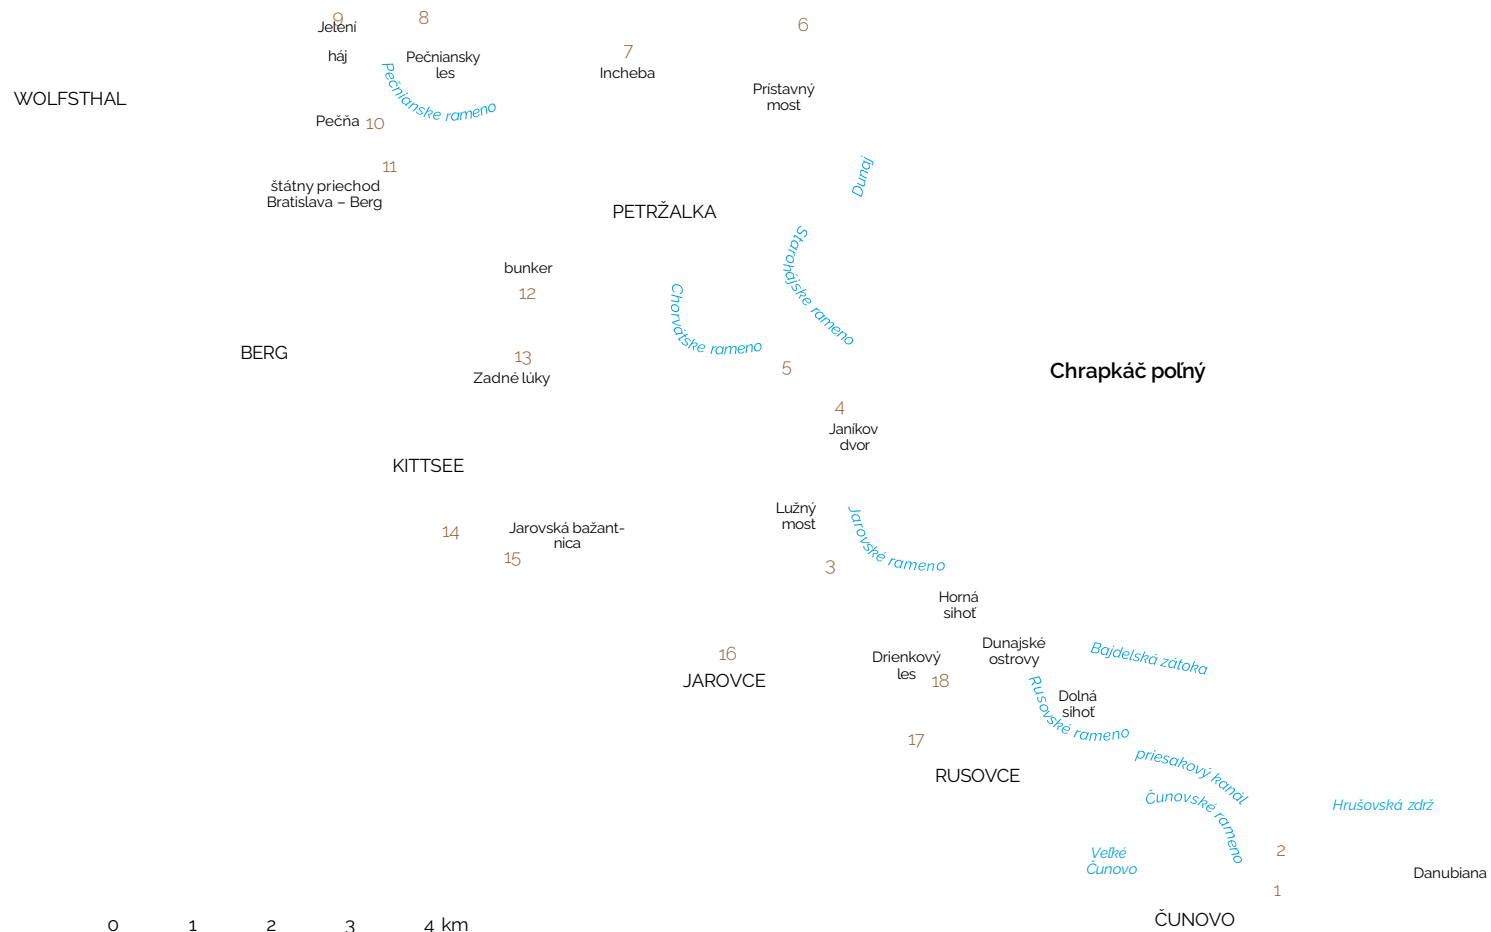 9
8
6
Jelení
háj
Pečniansky
les
7
Incheba
WOLFSTHAL
Pečnianske rameno
Prístavný
most
Pečňa
10
11
štátny priechod
Bratislava – Berg
Dunaj
PETRŽALKA
Starohájske rameno
bunker
12
Chorvátske rameno
BERG
13
Zadné lúky
5
Chrapkáč poľný
4
Janíkov
dvor
KITTSEE
14
Jarovská bažant-
nica
15
Lužný
most
Jarovské rameno
3
Horná
sihoť
16
JAROVCE
Drienkový
les
18
Dunajské
ostrovy
Bajdelská zátoka
Rusovské rameno
Dolná
sihoť
17
RUSOVCE
priesakový kanál
Čunovské rameno
Hrušovská zdrž
Veľké
Čunovo
2
Danubiana
1
ČUNOVO
0 1 2 3 4 km